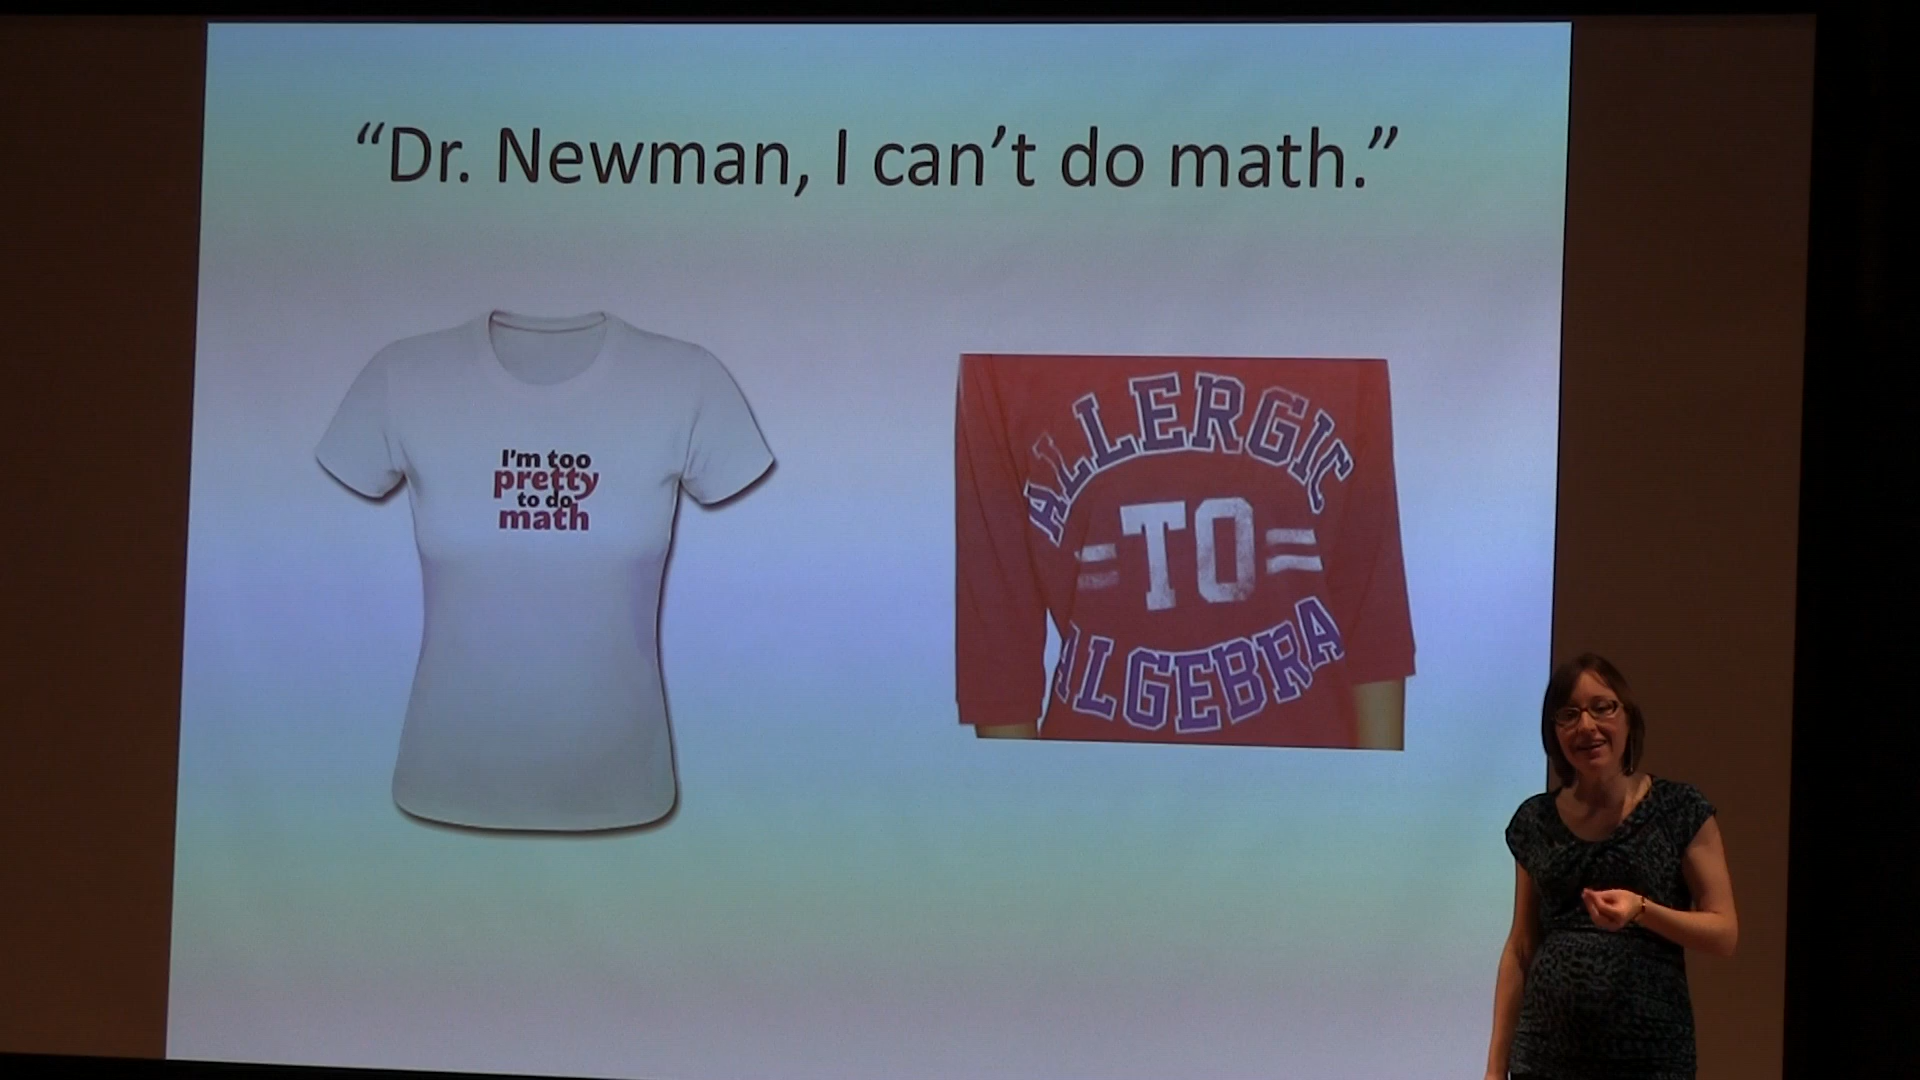 “Dr. Newman, I can’t do math.”
I’m too
pretty
to do
math
ALLERGIC
=TO=
ALGEBRA